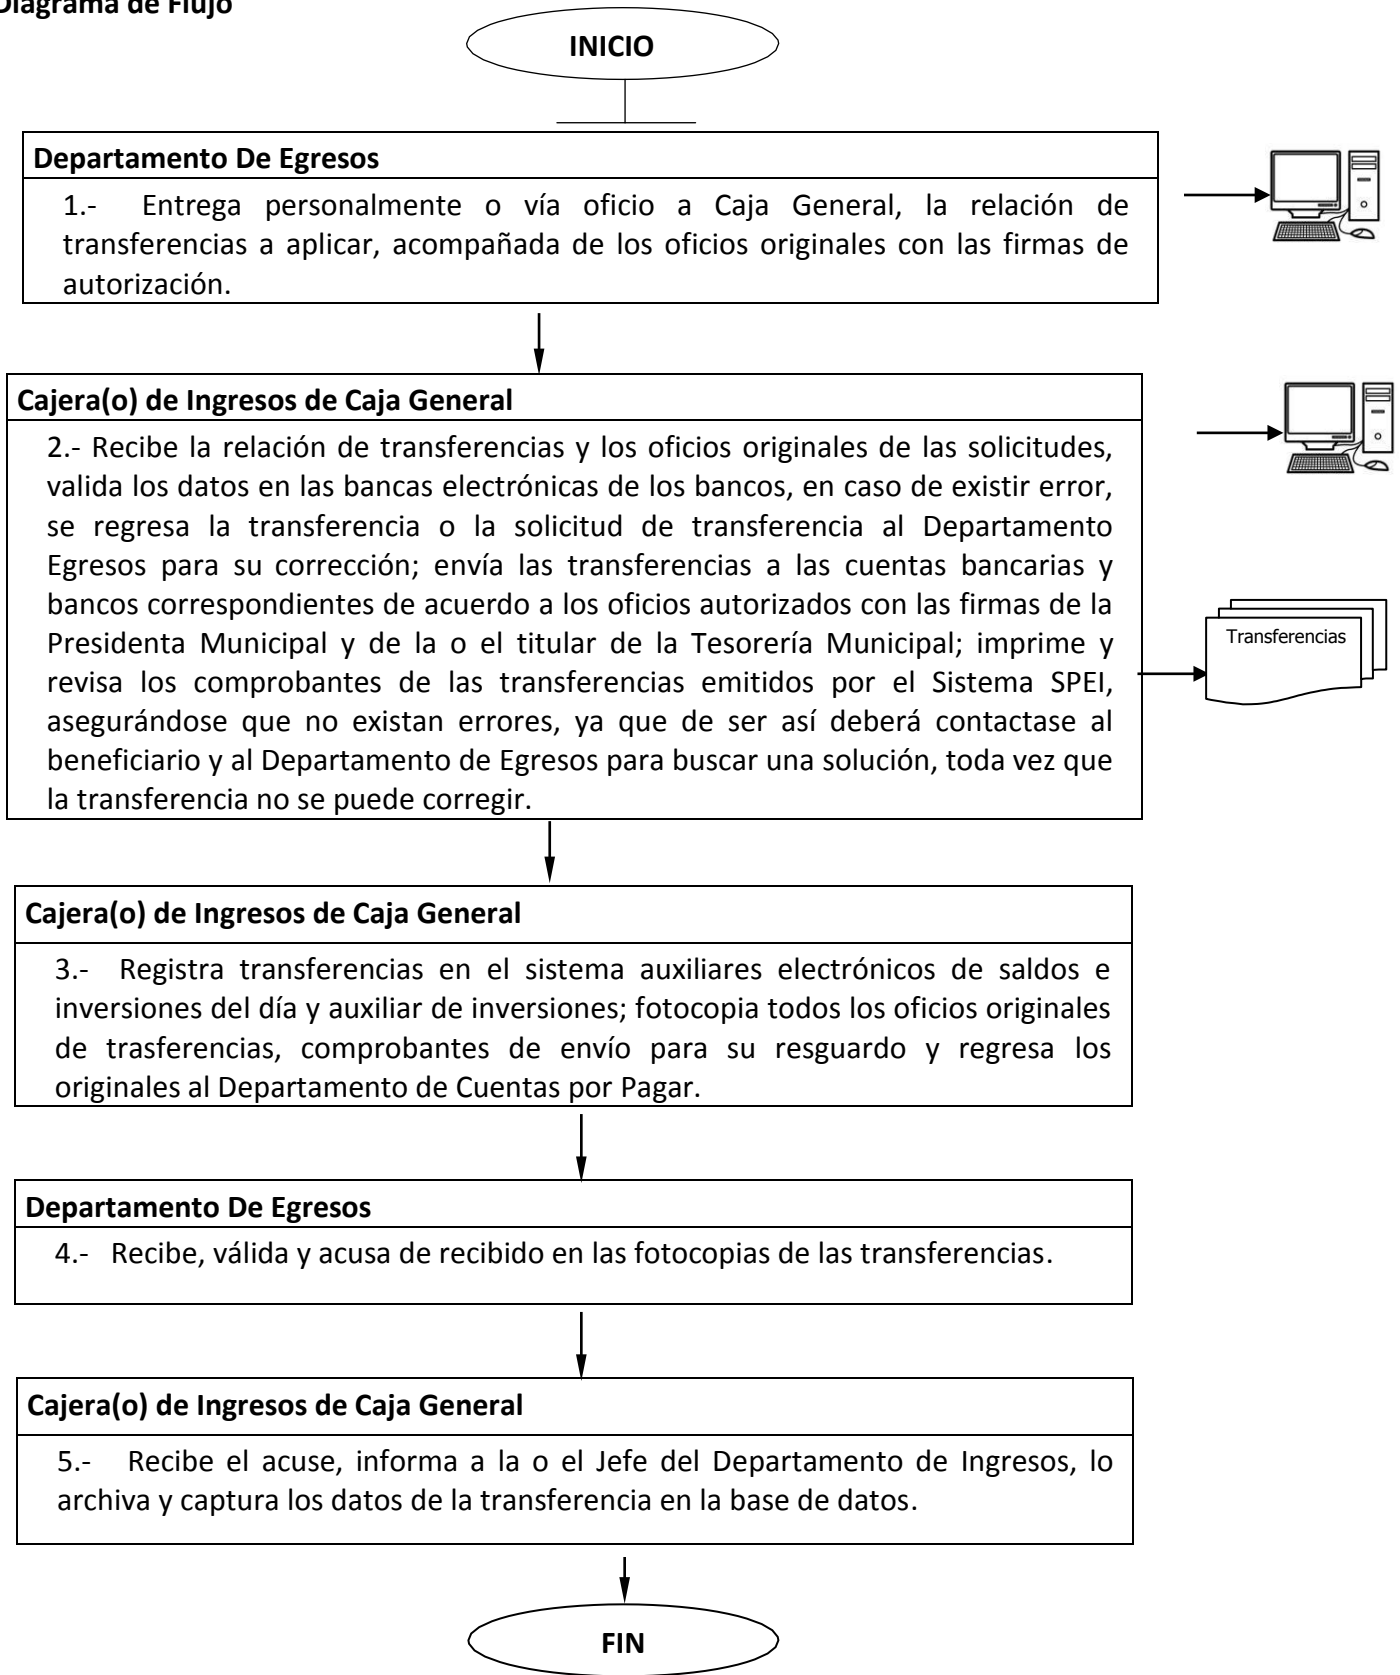 Diagrama de Flujo
INICIO
Departamento De Egresos
1.- Entrega personalmente o vía oficio a Caja General, la relación de
transferencias a aplicar, acompañada de los oficios originales con las firmas de
autorización.
Cajera(o) de Ingresos de Caja General
2.- Recibe la relación de transferencias y los oficios originales de las solicitudes,
valida los datos en las bancas electrónicas de los bancos, en caso de existir error,
se regresa la transferencia o la solicitud de transferencia al Departamento
Egresos para su corrección; envía las transferencias a las cuentas bancarias y
bancos correspondientes de acuerdo a los oficios autorizados con las firmas de la
Presidenta Municipal y de la o el titular de la Tesorería Municipal; imprime y
revisa los comprobantes de las transferencias emitidos por el Sistema SPEI,
asegurándose que no existan errores, ya que de ser así deberá contactase al
beneficiario y al Departamento de Egresos para buscar una solución, toda vez que
la transferencia no se puede corregir.
Transferencias
Cajera(o) de Ingresos de Caja General
3.- Registra transferencias en el sistema auxiliares electrónicos de saldos e
inversiones del día y auxiliar de inversiones; fotocopia todos los oficios originales
de trasferencias, comprobantes de envío para su resguardo y regresa los
originales al Departamento de Cuentas por Pagar.
Departamento De Egresos
4.- Recibe, válida y acusa de recibido en las fotocopias de las transferencias.
Cajera(o) de Ingresos de Caja General
5.- Recibe el acuse, informa a la o el Jefe del Departamento de Ingresos, lo
archiva y captura los datos de la transferencia en la base de datos.
FIN